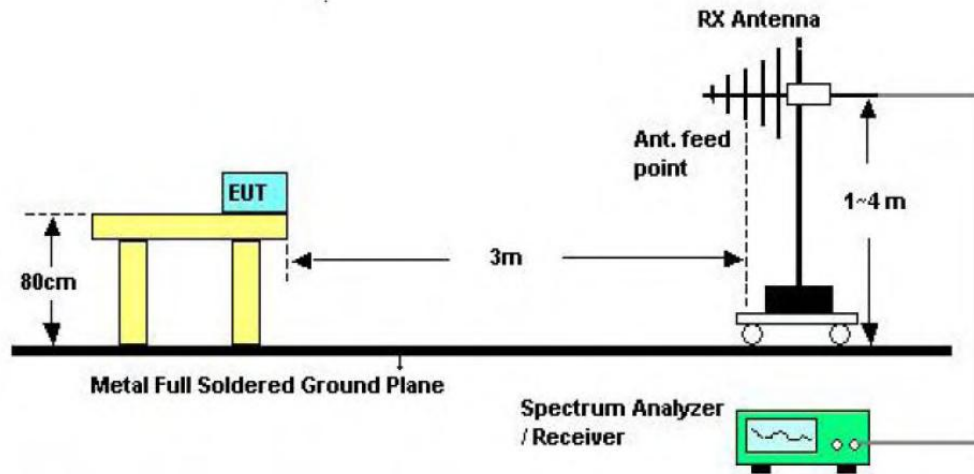 RX Antenna
Ant. feed
point
EUT
1~4 m
3m
80cm
Metal Full Soldered Ground Plane
Spectrum Analyzer
/ Receiver